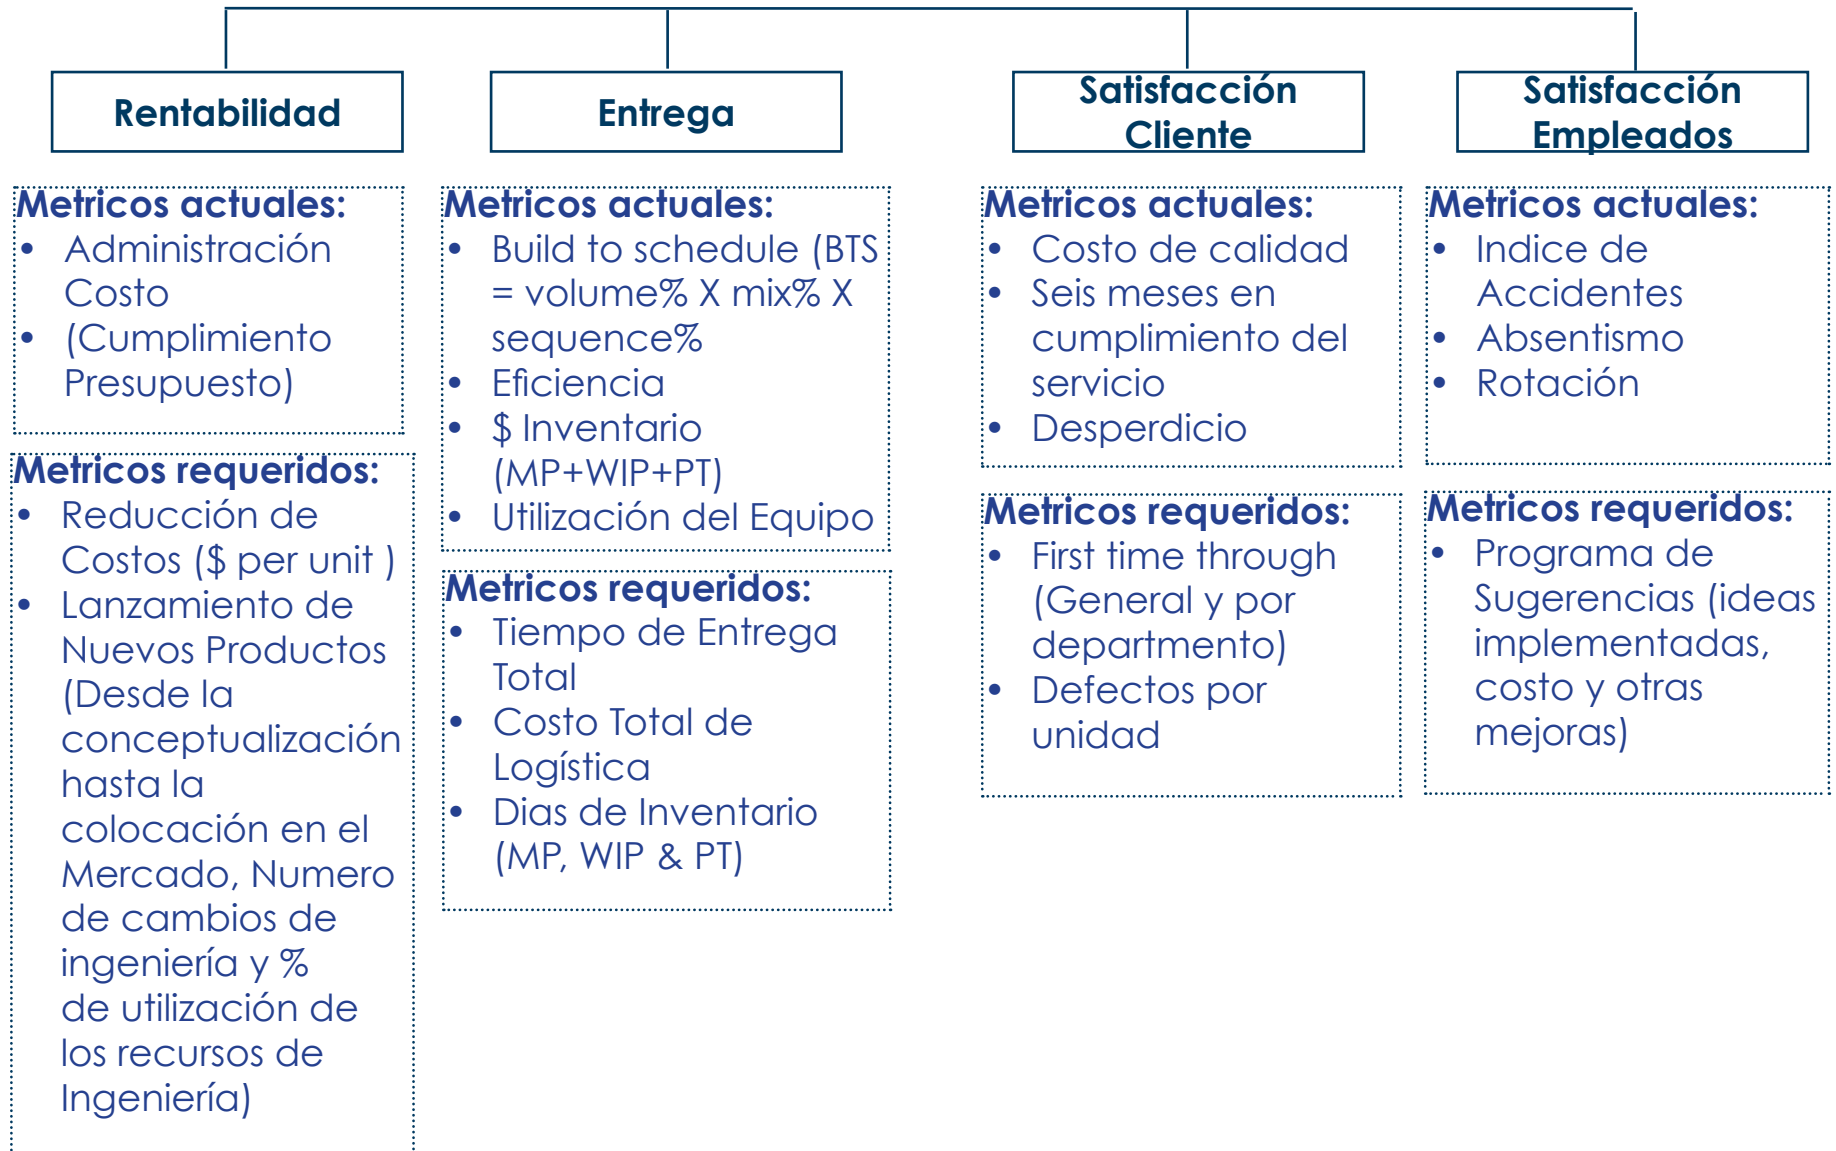 Rentabilidad
Metricos actuales:
• Administración
Costo
• (Cumplimiento
Presupuesto)
Metricos requeridos:
• Reducción de
Costos ($ per unit )
• Lanzamiento de
Nuevos Productos
(Desde la
conceptualización
hasta la
colocación en el
Mercado, Numero
de cambios de
ingeniería y %
de utilización de
los recursos de
Ingeniería)
Entrega
Metricos actuales:
• Build to schedule (BTS
= volume% X mix% X
sequence%
• Eficiencia
• $ Inventario
(MP+WIP+PT)
• Utilización del Equipo
Metricos requeridos:
• Tiempo de Entrega
Total
• Costo Total de
Logística
• Dias de Inventario
(MP, WIP & PT)
Satisfacción
Cliente
Metricos actuales:
• Costo de calidad
• Seis meses en
cumplimiento del
servicio
• Desperdicio
Metricos requeridos:
• First time through
(General y por
departmento)
• Defectos por
unidad
Satisfacción
Empleados
Metricos actuales:
• Indice de
Accidentes
• Absentismo
• Rotación
Metricos requeridos:
• Programa de
Sugerencias (ideas
implementadas,
costo y otras
mejoras)